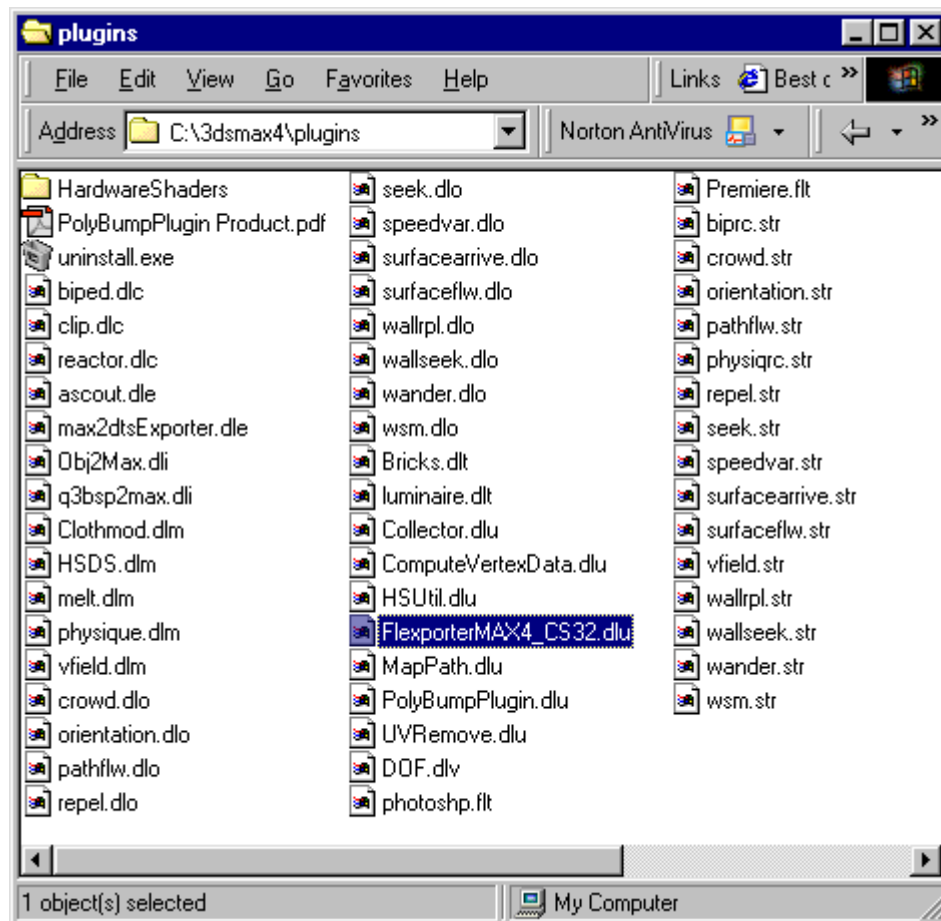 plugins
File Edit View Go Favorites Help Links Best c »
Address C:\3dsmax4\plugins Norton AntiVirus »
HardwareShaders
PolyBumpPlugin Product.pdf
uninstall.exe
biped.dlc
clip.dlc
reactor.dlc
ascout.dle
max2dtsExporter.dle
Obj2Max.dli
q3bsp2max.dli
Clothmod.dlm
HSDS.dlm
melt.dlm
physique.dlm
vfield.dlm
crowd.dlo
orientation.dlo
pathflw.dlo
repel.dlo
seek.dlo
speedvar.dlo
surfacearrive.dlo
surfaceflw.dlo
wallrpl.dlo
wallseek.dlo
wander.dlo
wsm.dlo
Bricks.dlt
luminaire.dlt
Collector.dlu
ComputeVertexData.dlu
HSUtil.dlu
FlexporterMAX4_CS32.dlu
MapPath.dlu
PolyBumpPlugin.dlu
UVRemove.dlu
DOF.dlv
photoshp.flt
Premiere.flt
biprc.str
crowd.str
orientation.str
pathflw.str
physiqrc.str
repel.str
seek.str
speedvar.str
surfacearrive.str
surfaceflw.str
vfield.str
wallrpl.str
wallseek.str
wander.str
wsm.str
1 object(s) selected My Computer